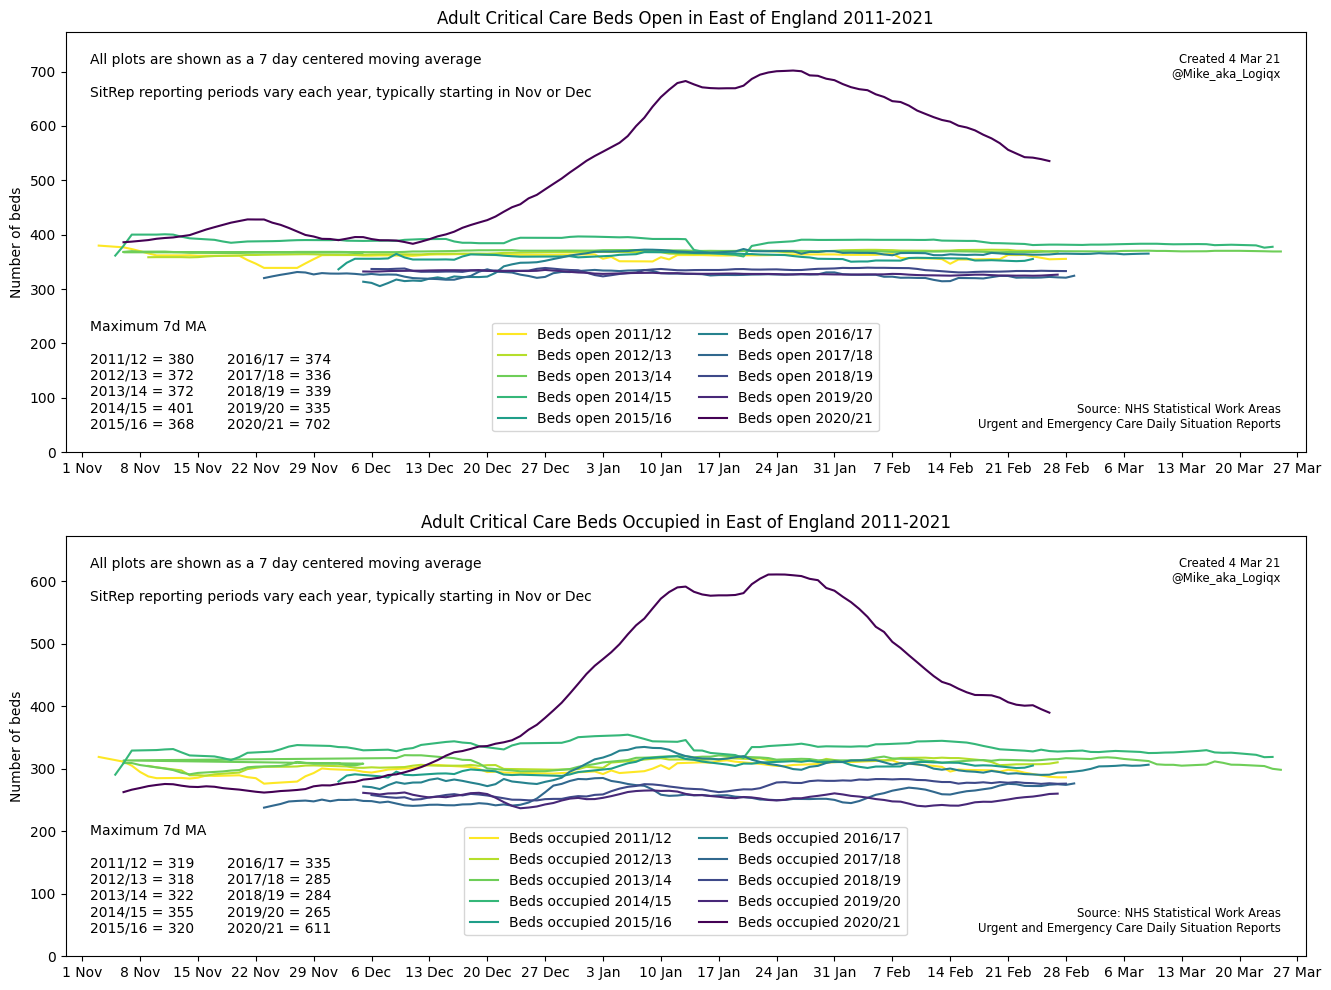 Adult Critical Care Beds Open in East of England 2011-2021
All plots are shown as a 7 day centered moving average
SitRep reporting periods vary each year, typically starting in Nov or Dec
Created 4 Mar 21
@Mike_aka_Logiqx
Number of beds
700
600
500
400
300
200
100
0
Maximum 7d MA
2011/12 = 380 2016/17 = 374
2012/13 = 372 2017/18 = 336
2013/14 = 372 2018/19 = 339
2014/15 = 401 2019/20 = 335
2015/16 = 368 2020/21 = 702
Beds open 2011/12 Beds open 2016/17
Beds open 2012/13 Beds open 2017/18
Beds open 2013/14 Beds open 2018/19
Beds open 2014/15 Beds open 2019/20
Beds open 2015/16 Beds open 2020/21
Source: NHS Statistical Work Areas
Urgent and Emergency Care Daily Situation Reports
1 Nov 8 Nov 15 Nov 22 Nov 29 Nov 6 Dec 13 Dec 20 Dec 27 Dec 3 Jan 10 Jan 17 Jan 24 Jan 31 Jan 7 Feb 14 Feb 21 Feb 28 Feb 6 Mar 13 Mar 20 Mar 27 Mar
Adult Critical Care Beds Occupied in East of England 2011-2021
All plots are shown as a 7 day centered moving average
SitRep reporting periods vary each year, typically starting in Nov or Dec
Created 4 Mar 21
@Mike_aka_Logiqx
Number of beds
600
500
400
300
200
100
0
Maximum 7d MA
2011/12 = 319 2016/17 = 335
2012/13 = 318 2017/18 = 285
2013/14 = 322 2018/19 = 284
2014/15 = 355 2019/20 = 265
2015/16 = 320 2020/21 = 611
Beds occupied 2011/12 Beds occupied 2016/17
Beds occupied 2012/13 Beds occupied 2017/18
Beds occupied 2013/14 Beds occupied 2018/19
Beds occupied 2014/15 Beds occupied 2019/20
Beds occupied 2015/16 Beds occupied 2020/21
Source: NHS Statistical Work Areas
Urgent and Emergency Care Daily Situation Reports
1 Nov 8 Nov 15 Nov 22 Nov 29 Nov 6 Dec 13 Dec 20 Dec 27 Dec 3 Jan 10 Jan 17 Jan 24 Jan 31 Jan 7 Feb 14 Feb 21 Feb 28 Feb 6 Mar 13 Mar 20 Mar 27 Mar